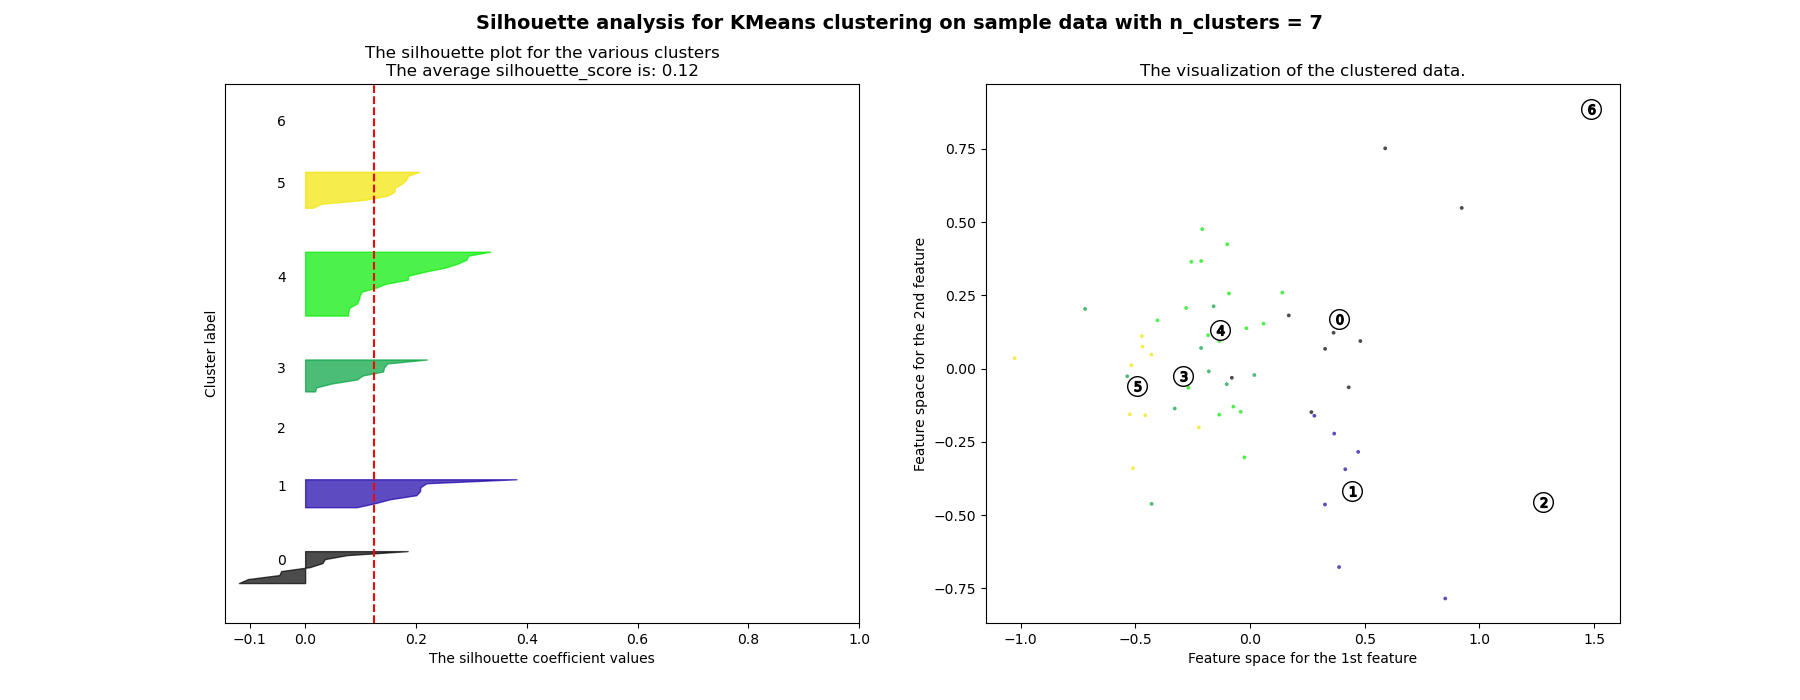 Silhouette analysis for KMeans clustering on sample data with n_clusters = 7
The silhouette plot for the various clusters
The average silhouette_score is: 0.12
6
5
4
3
2
1
0
Cluster label
−0.1 0.0 0.2 0.4 0.6 0.8 1.0
The silhouette coefficient values
The visualization of the clustered data.
0.75
0.50
0.25
0.00
−0.25
−0.50
−0.75
Feature space for the 2nd feature
6
0
4
3
5
1
2
−1.0 −0.5 0.0 0.5 1.0 1.5
Feature space for the 1st feature